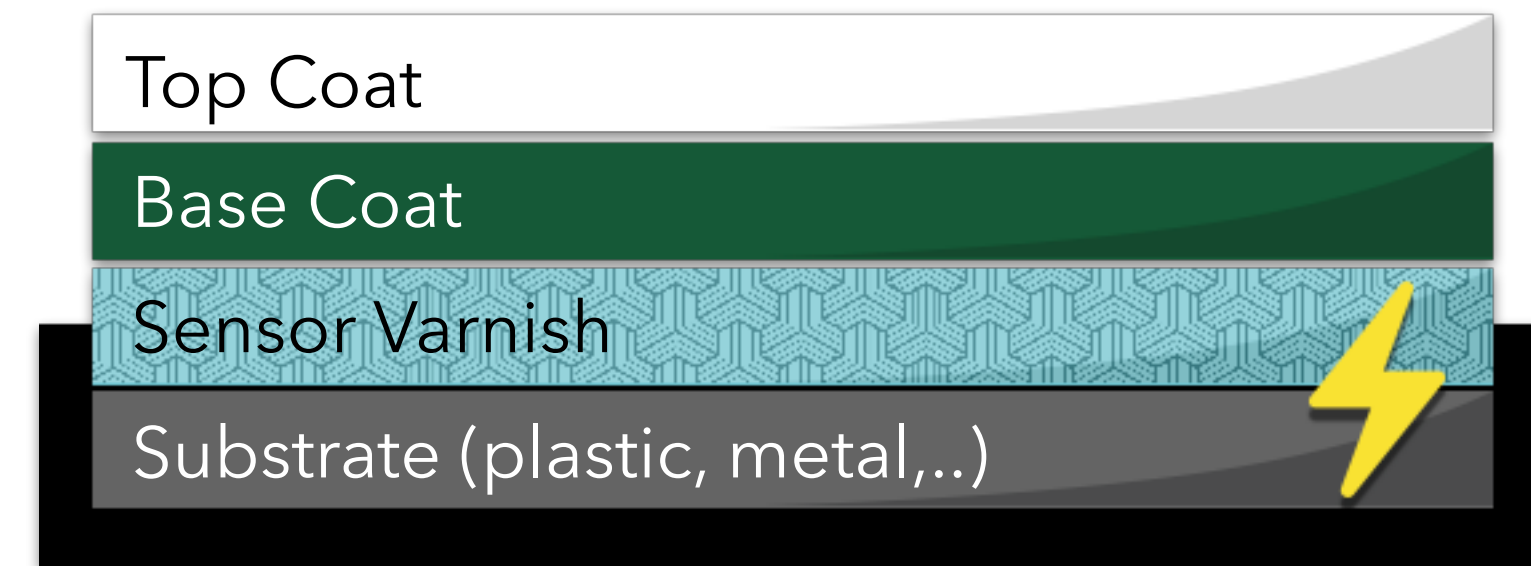 Top Coat
Base Coat
Sensor Varnish
Substrate (plastic, metal,..)